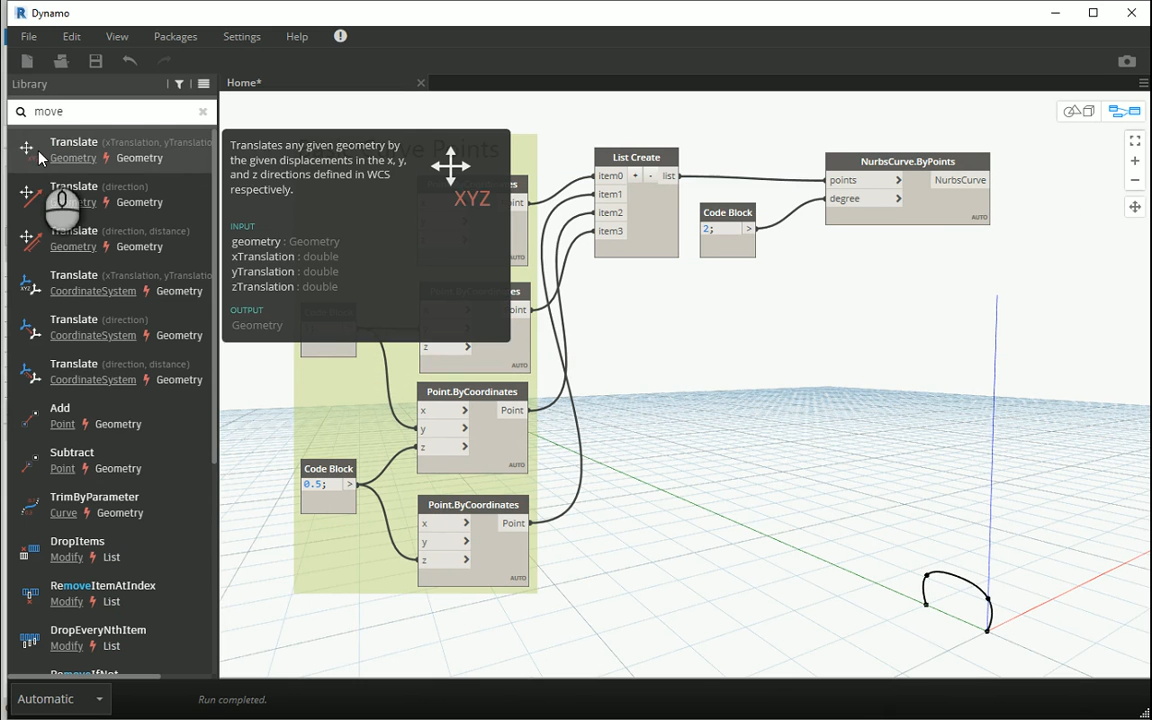 Dynamo
File Edit View Packages Settings Help
Library
Home*
move
Translate (xTranslation, yTranslatio
Geometry Geometry
Translate (direction)
Geometry
Translate (direction, distance)
Geometry Geometry
Translate (xTranslation, yTranslatio
CoordinateSystem Geometry
Translate (direction)
CoordinateSystem Geometry
Translate (direction, distance)
CoordinateSystem Geometry
Add
Point Geometry
Subtract
Point Geometry
TrimByParameter
Curve Geometry
DropItems
Modify List
RemoveItemAtIndex
Modify List
DropEveryNthItem
Modify List
RemoveIfNot
Translates any given geometry by
the given displacements in the x, y,
and z directions defined in WCS
respectively.
XYZ
INPUT
geometry : Geometry
xTranslation : double
yTranslation : double
zTranslation : double
OUTPUT
Geometry
Points
z
AUTO
Point.ByCoordinates
x Point
y
z
AUTO
Code Block
0.5; >
Point.ByCoordinates
x Point
y
z
AUTO
List Create
item0 + - list
item1
item2
item3
Code Block
2; >
NurbsCurve.ByPoints
points > NurbsCurve
degree >
AUTO
Automatic
Run completed.